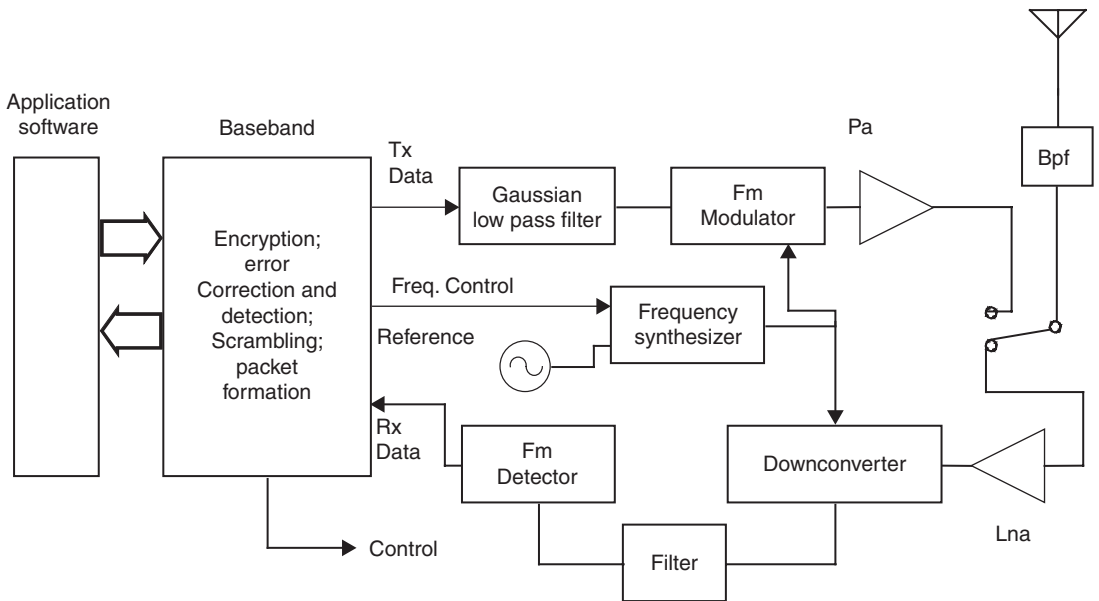 Application
software
Baseband
Encryption;
error
Correction and
detection;
Scrambling;
packet
formation
Tx
Data
Gaussian
low pass filter
Fm
Modulator
Pa
Bpf
Freq. Control
Reference
Frequency
synthesizer
Rx
Data
Fm
Detector
Downconverter
Lna
Filter
Control